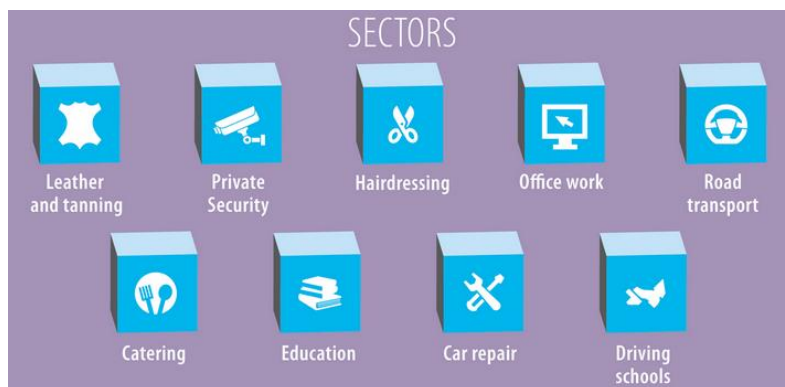 SECTORS
Leather
and tanning
Private
Security
Hairdressing
Office work
Road
transport
Catering
Education
Car repair
Driving
schools